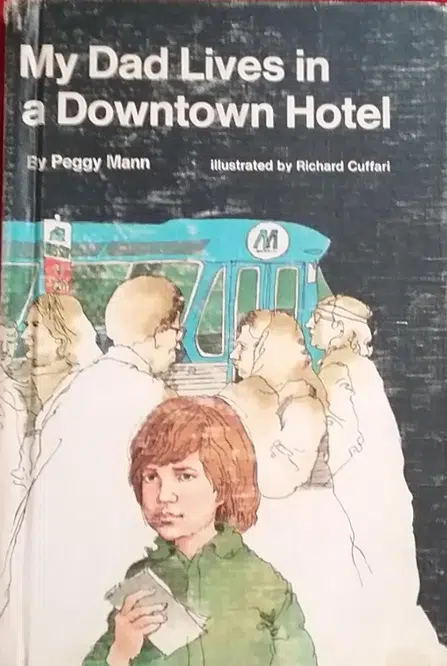 My Dad Lives in
a Downtown Hotel
By Peggy Mann
illustrated by Richard Cuffari
M